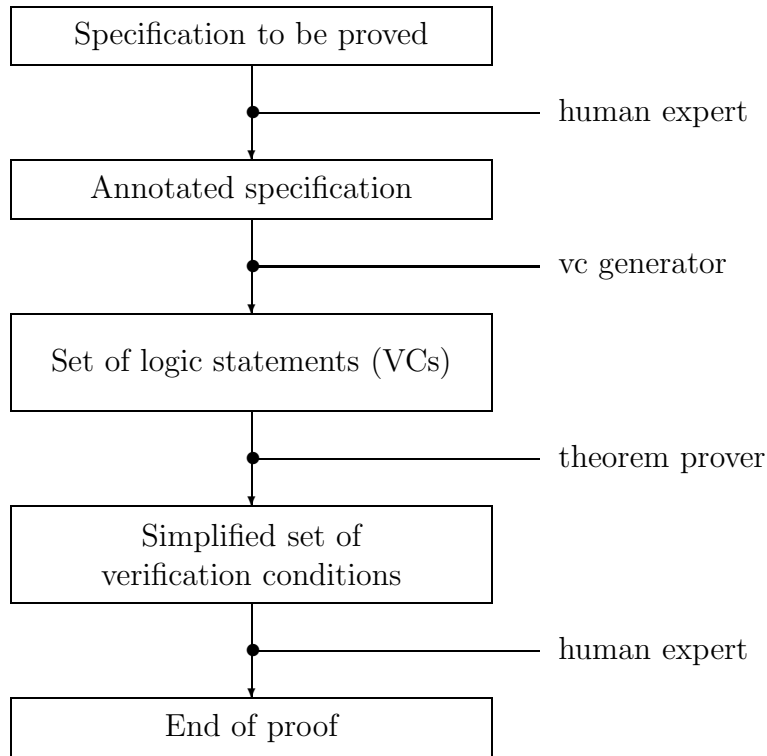 Specification to be proved
human expert
Annotated specification
vc generator
Set of logic statements (VCs)
theorem prover
Simplified set of
verification conditions
human expert
End of proof